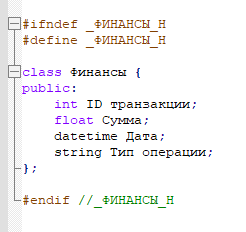 #ifndef _ФИНАНСЫ_H
#define _ФИНАНСЫ_H
class Финансы {
public:
int ID транзакции;
float Сумма;
datetime Дата;
string Тип операции;
};
#endif //_ФИНАНСЫ_H